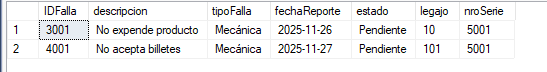 IDFalla descripcion tipoFalla fechaReporte estado legajo nroSerie
1 3001 No expende producto Mecánica 2025-11-26 Pendiente 10 5001
2 4001 No acepta billetes Mecánica 2025-11-27 Pendiente 101 5001